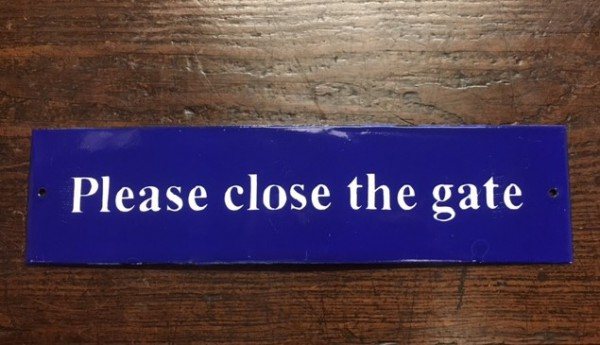 Please close the gate